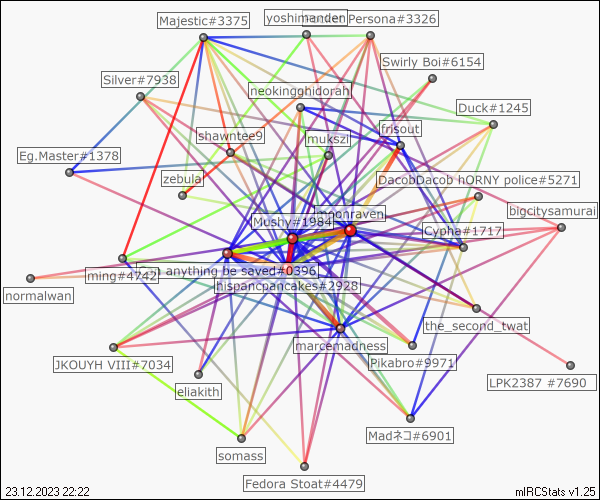 Majestic#3375
yoshimanden
Persona#3326
Swirly Boi#6154
Silver#7938
neokingghidorah
Duck#1245
shawntee9
mukszi
frisout
Eg.Master#1378
zebula
DacobDacob hORNY police#5271
Mushy#1984
moonraven
bigcitysamurai
Cypha#1717
anything be saved#0396
ming#4742
normalwan
hispancpancakes#2928
the_second_twat
marcemadness
JKOUYH VIII#7034
Pikabro#9971
eliakith
LPK2387 #7690
Madネコ#6901
somass
Fedora Stoat#4479
23.12.2023 22:22
mIRCStats v1.25